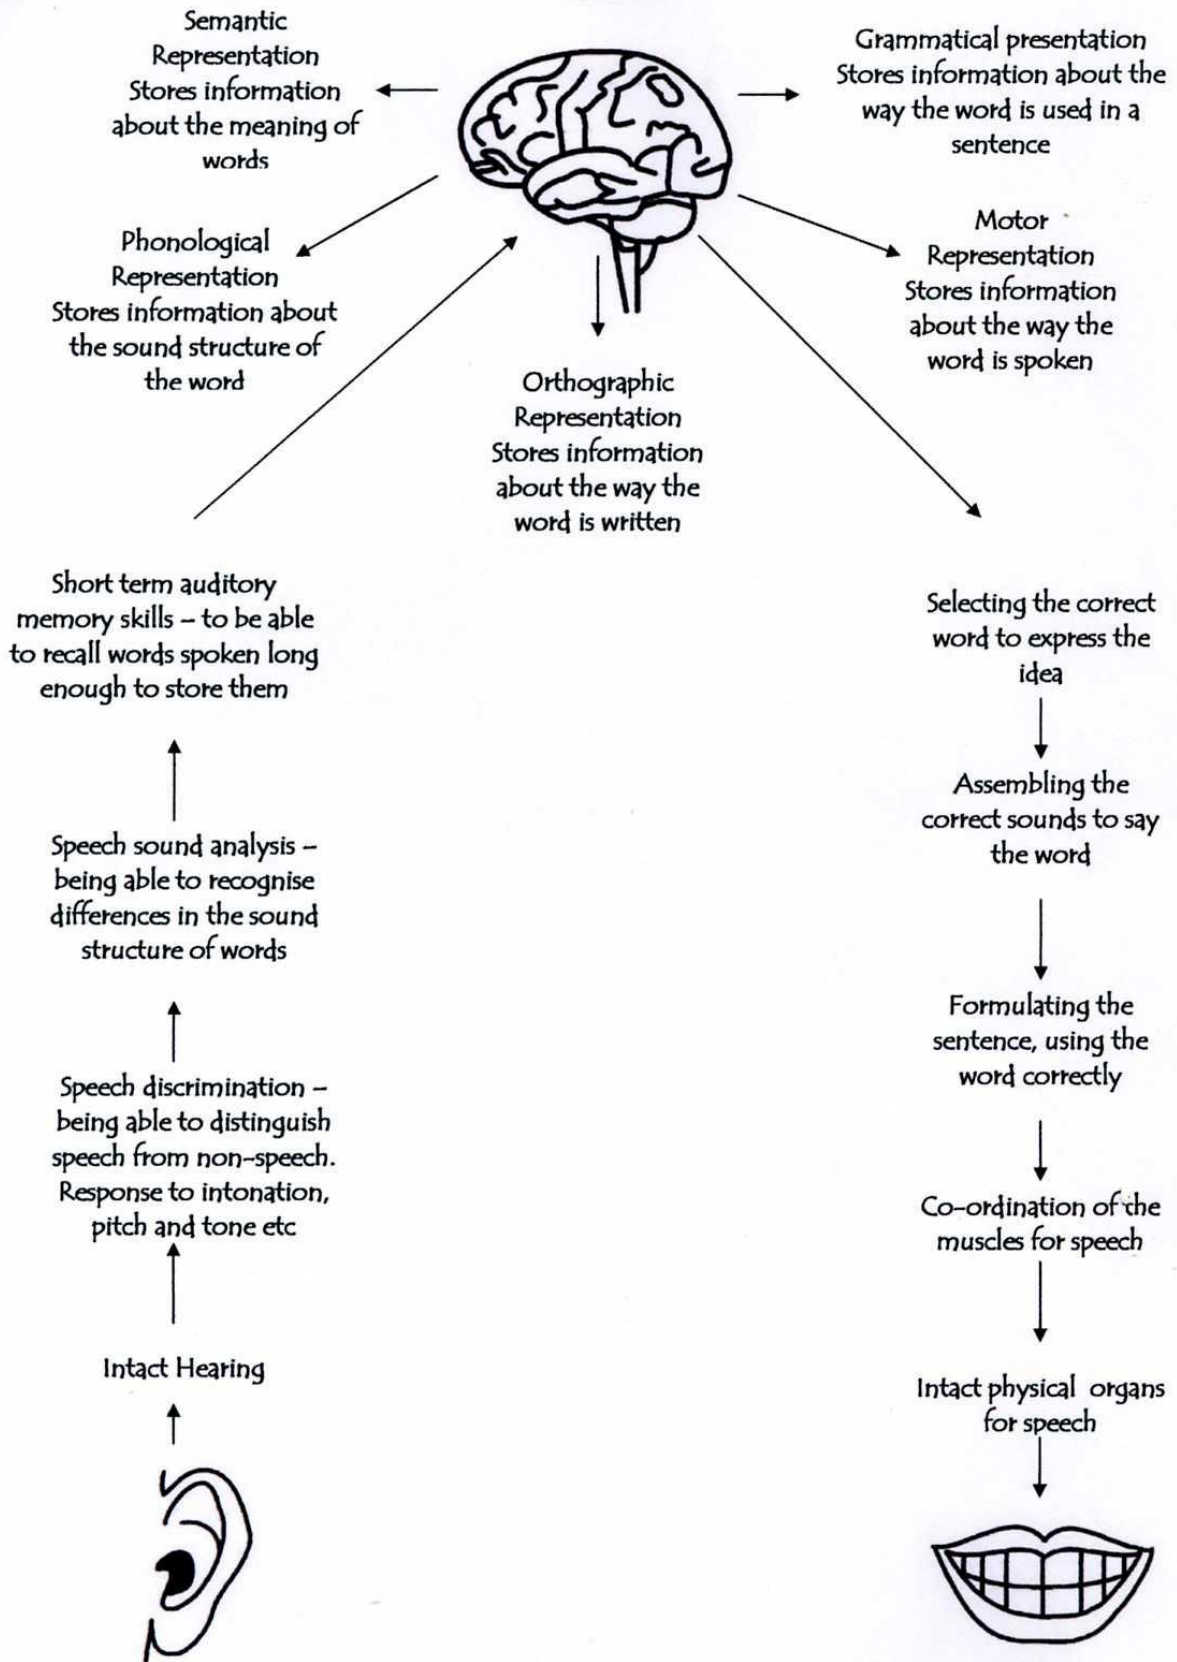 Semantic
Representation
Stores information
about the meaning of
words
Grammatical presentation
Stores information about the
way the word is used in a
sentence
Phonological
Representation
Stores information about
the sound structure of
the word
Motor
Representation
Stores information
about the way the
word is spoken
Orthographic
Representation
Stores information
about the way the
word is written
Short term auditory
memory skills – to be able
to recall words spoken long
enough to store them
Speech sound analysis –
being able to recognise
differences in the sound
structure of words
Speech discrimination –
being able to distinguish
speech from non-speech.
Response to intonation,
pitch and tone etc
Intact Hearing
Selecting the correct
word to express the
idea
Assembling the
correct sounds to say
the word
Formulating the
sentence, using the
word correctly
Co-ordination of the
muscles for speech
Intact physical organs
for speech